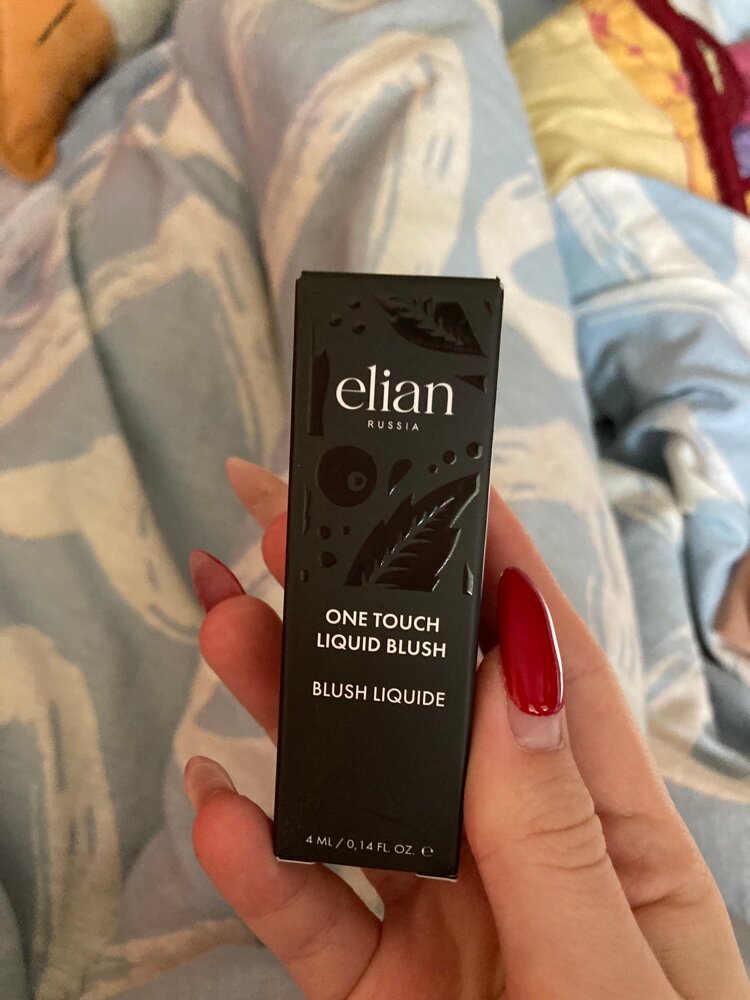 elian
RUSSIA
ONE TOUCH
LIQUID BLUSH
BLUSH LIQUIDE
4 ML / 0,14 FL. OZ. ℮